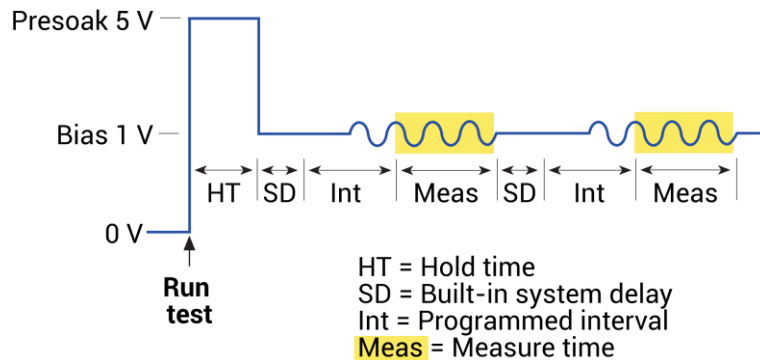 Presoak 5 V
Bias 1 V
HT SD Int Meas SD Int Meas
0 V
Run
test
HT = Hold time
SD = Built-in system delay
Int = Programmed interval
Meas = Measure time